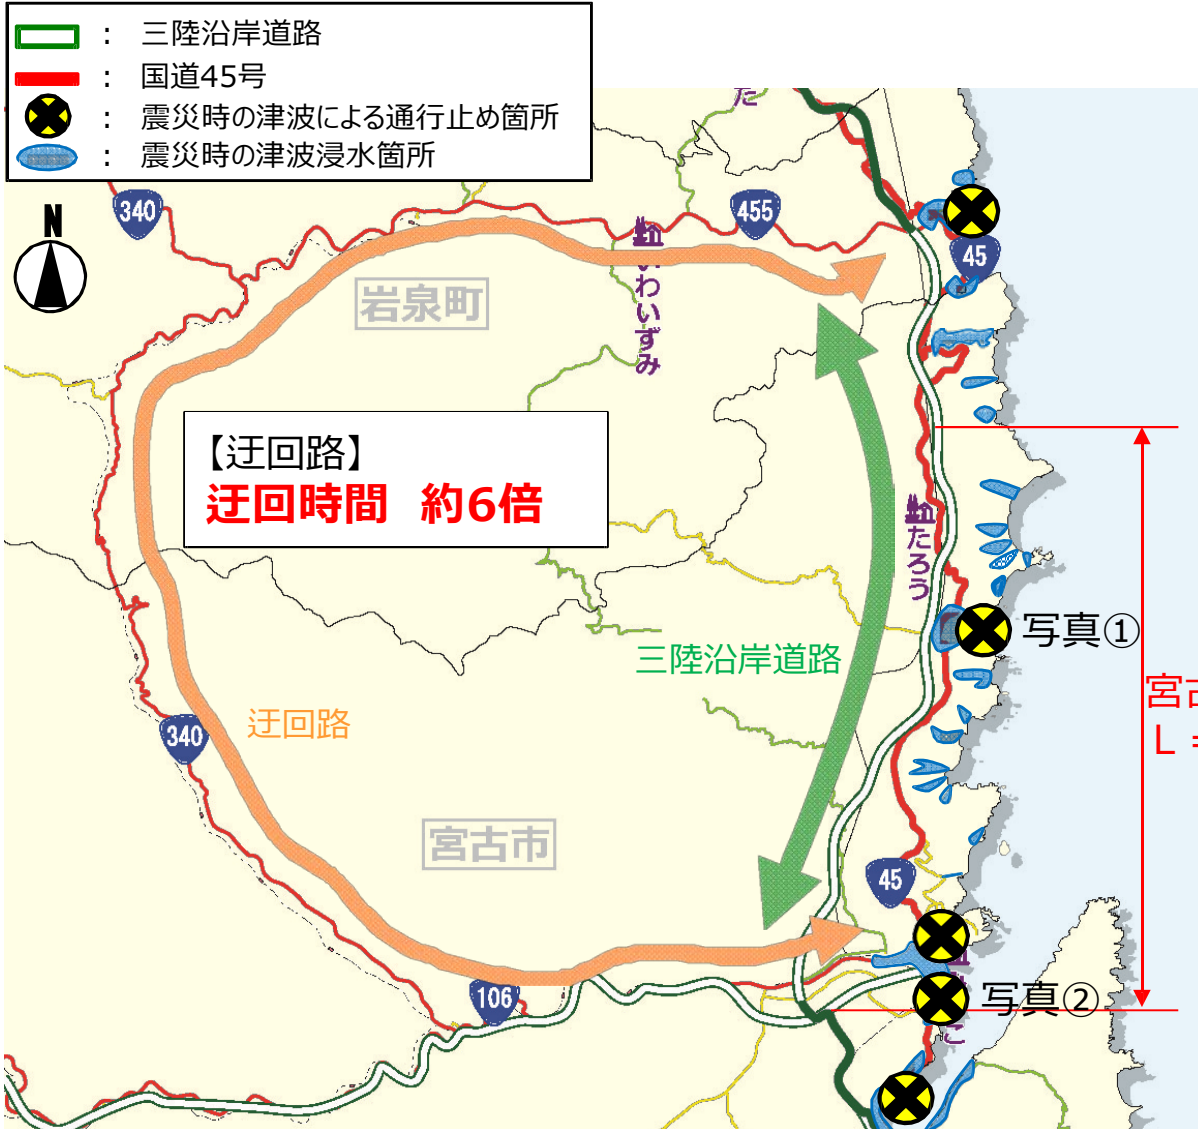 ： 三陸沿岸道路
： 国道45号
： 震災時の津波による通行止め箇所
： 震災時の津波浸水箇所
N
340
455
45
岩泉町
いわいずみ
【迂回路】
迂回時間 約6倍
たろう
写真①
三陸沿岸道路
宮古
L
迂回路
340
宮古市
45
106
写真②